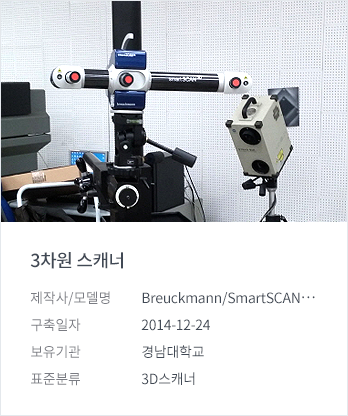 smartSCAN
breuckmann
3차원 스캐너
제작사/모델명 Breuckmann/SmartSCAN···
구축일자 2014-12-24
보유기관 경남대학교
표준분류 3D스캐너